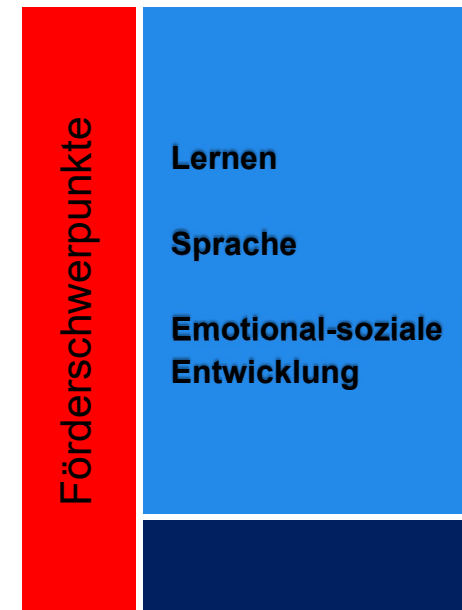 Förderschwerpunkte
Lernen
Sprache
Emotional-soziale
Entwicklung